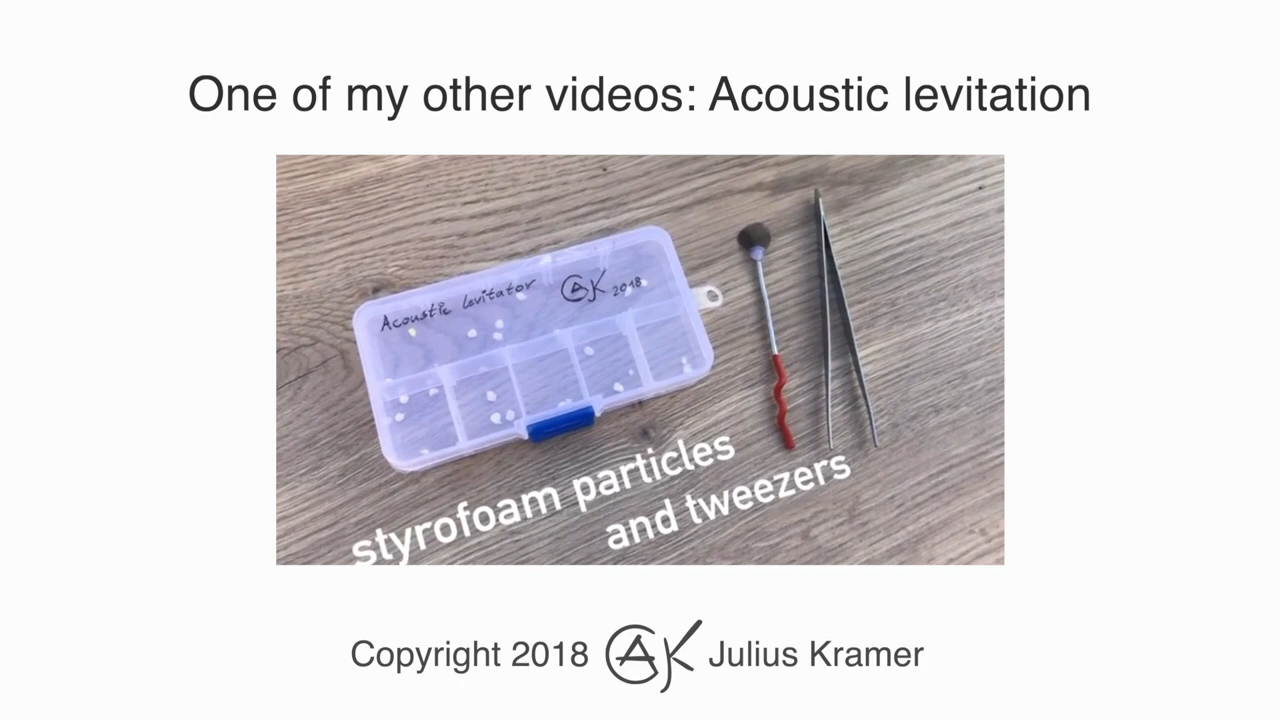 One of my other videos: Acoustic levitation
Acoustic levitator AK 2018
styrofoam particles
and tweezers
Copyright 2018 AK Julius Kramer